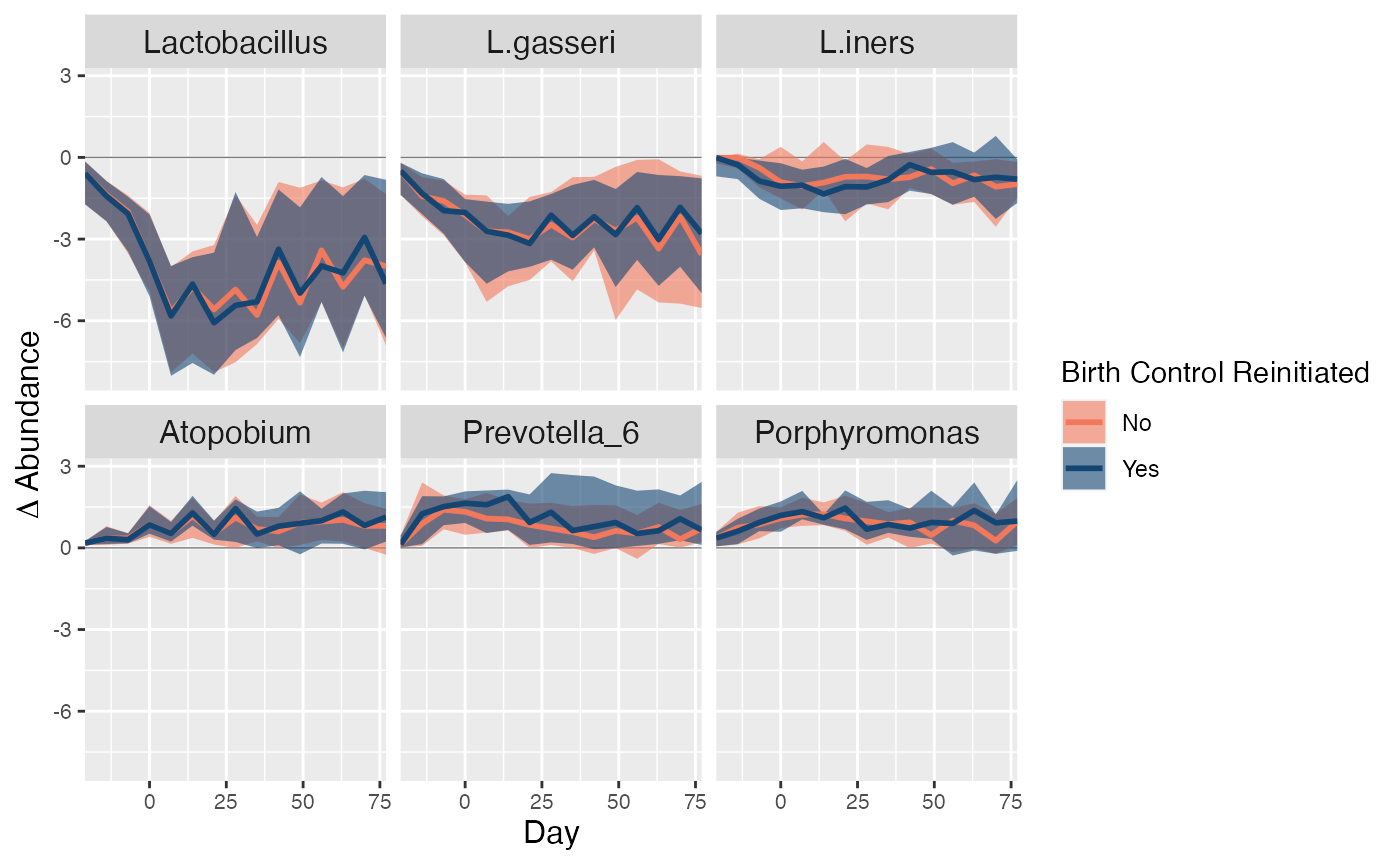 Lactobacillus L.gasseri L.iners
3
0
-3
-6
Δ Abundance
Atopobium Prevotella_6 Porphyromonas
3
0
-3
-6
0 25 50 75 0 25 50 75 0 25 50 75
Day
Birth Control Reinitiated
No
Yes